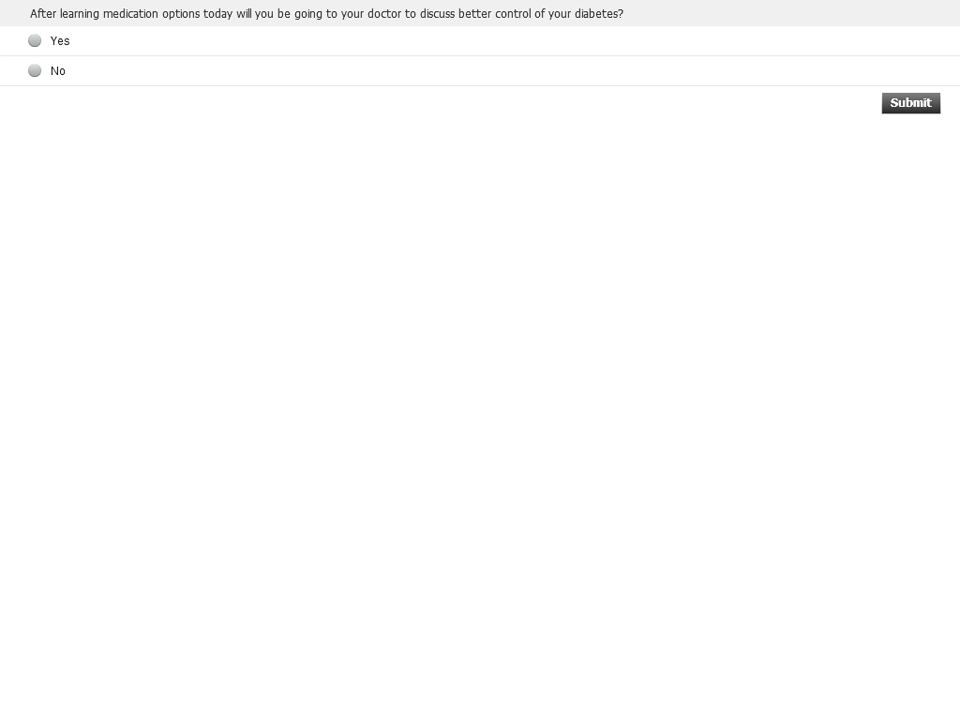 After learning medication options today will you be going to your doctor to discuss better control of your diabetes?
Yes
No
Submit